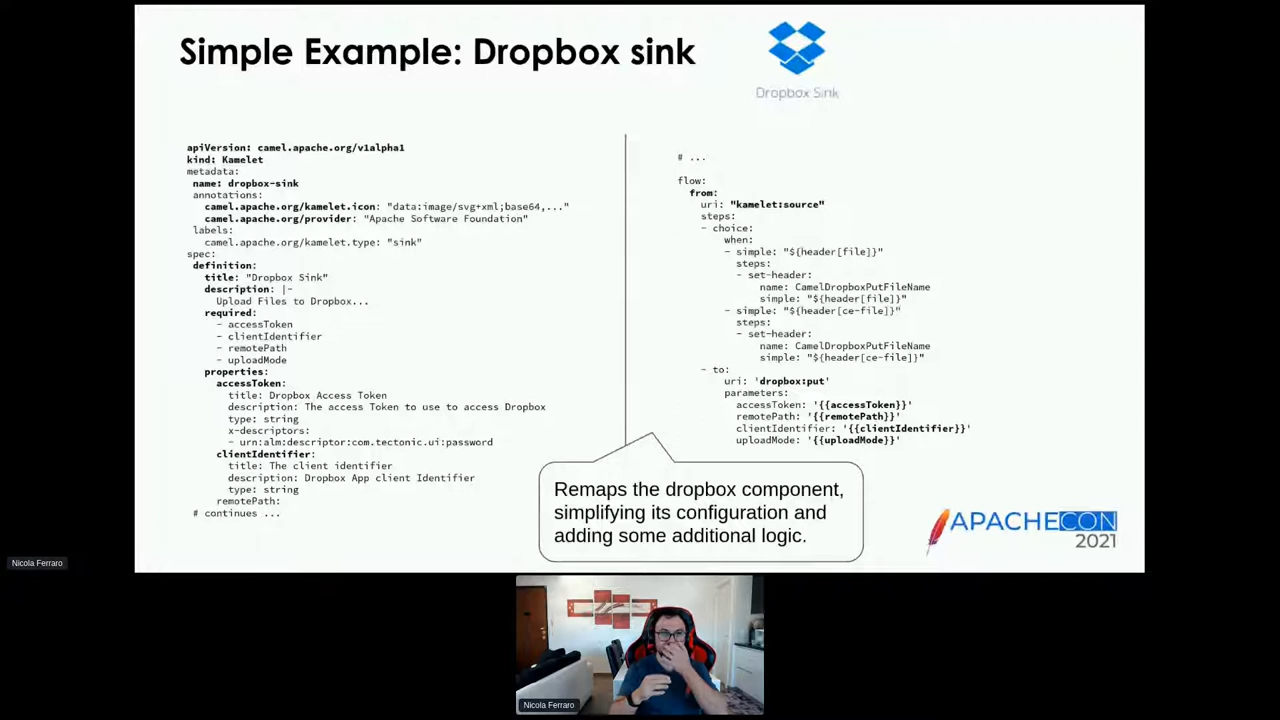 Simple Example: Dropbox sink
Dropbox Sink
apiVersion: camel.apache.org/v1alpha1
kind: Kamelet
metadata:
name: dropbox-sink
annotations:
camel.apache.org/kamelet.icon: "data:image/svg+xml;base64,..."
camel.apache.org/provider: "Apache Software Foundation"
labels:
camel.apache.org/kamelet.type: "sink"
spec:
definition:
title: "Dropbox Sink"
description: |-
Upload Files to Dropbox...
required:
- accessToken
- clientIdentifier
- remotePath
- uploadMode
properties:
accessToken:
title: Dropbox Access Token
description: The access Token to use to access Dropbox
type: string
x-descriptors:
- urn:alm:descriptor:com.tectonic.ui:password
clientIdentifier:
title: The client identifier
description: Dropbox App client Identifier
type: string
remotePath:
# continues ...
# ...
flow:
from:
uri: "kamelet:source"
steps:
- choice:
when:
- simple: "${header[file]}"
steps:
- set-header:
name: CamelDropboxPutFileName
simple: "${header[file]}"
- simple: "${header[ce-file]}"
steps:
- set-header:
name: CamelDropboxPutFileName
simple: "${header[ce-file]}"
- to:
uri: 'dropbox:put'
parameters:
accessToken: '{{accessToken}}'
remotePath: '{{remotePath}}'
clientIdentifier: '{{clientIdentifier}}'
uploadMode: '{{uploadMode}}'
Remaps the dropbox component,
simplifying its configuration and
adding some additional logic.
APACHECON
2021
Nicola Ferraro
Nicola Ferraro